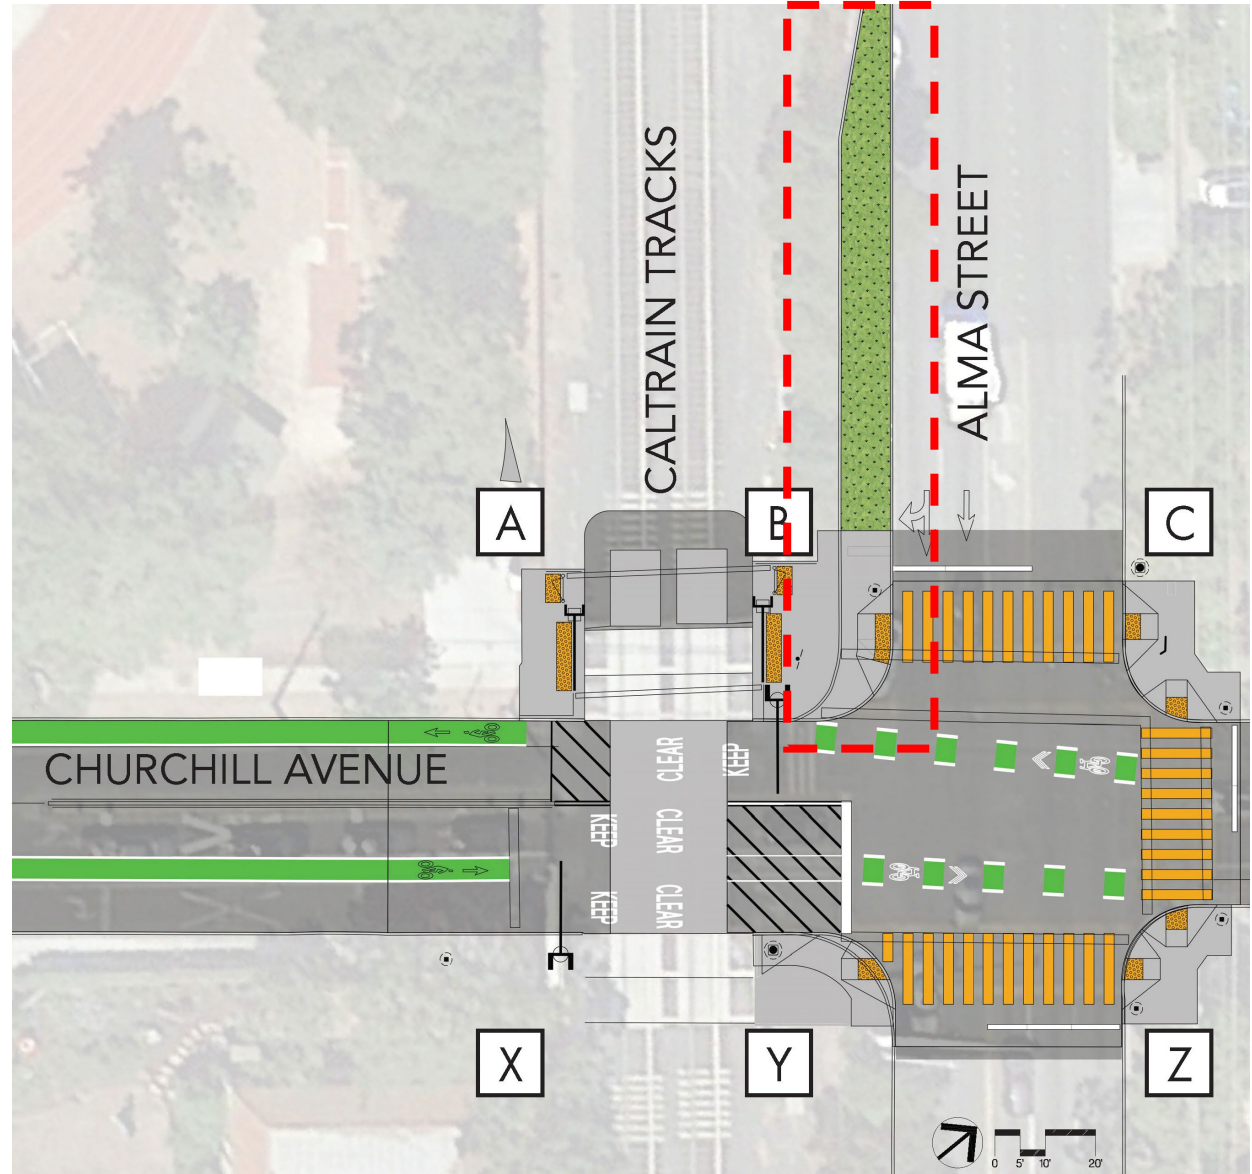 CALTRAIN TRACKS
ALMA STREET
A
B
C
CHURCHILL AVENUE
CLEAR
KEEP
KEEP
CLEAR
KEEP
CLEAR
X
Y
Z
0 5' 10' 20'